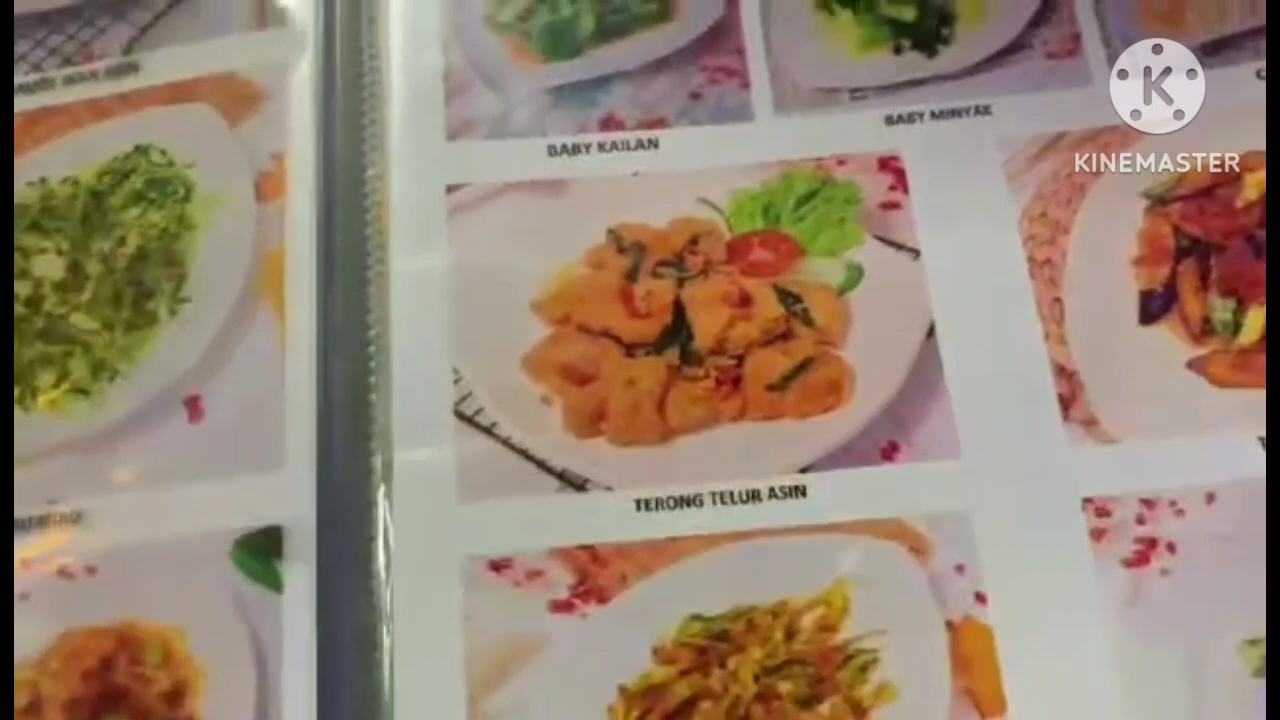 BABY KAILAN
BABY MINYAK
K
KINEMASTER
TERONG TELUR ASIN